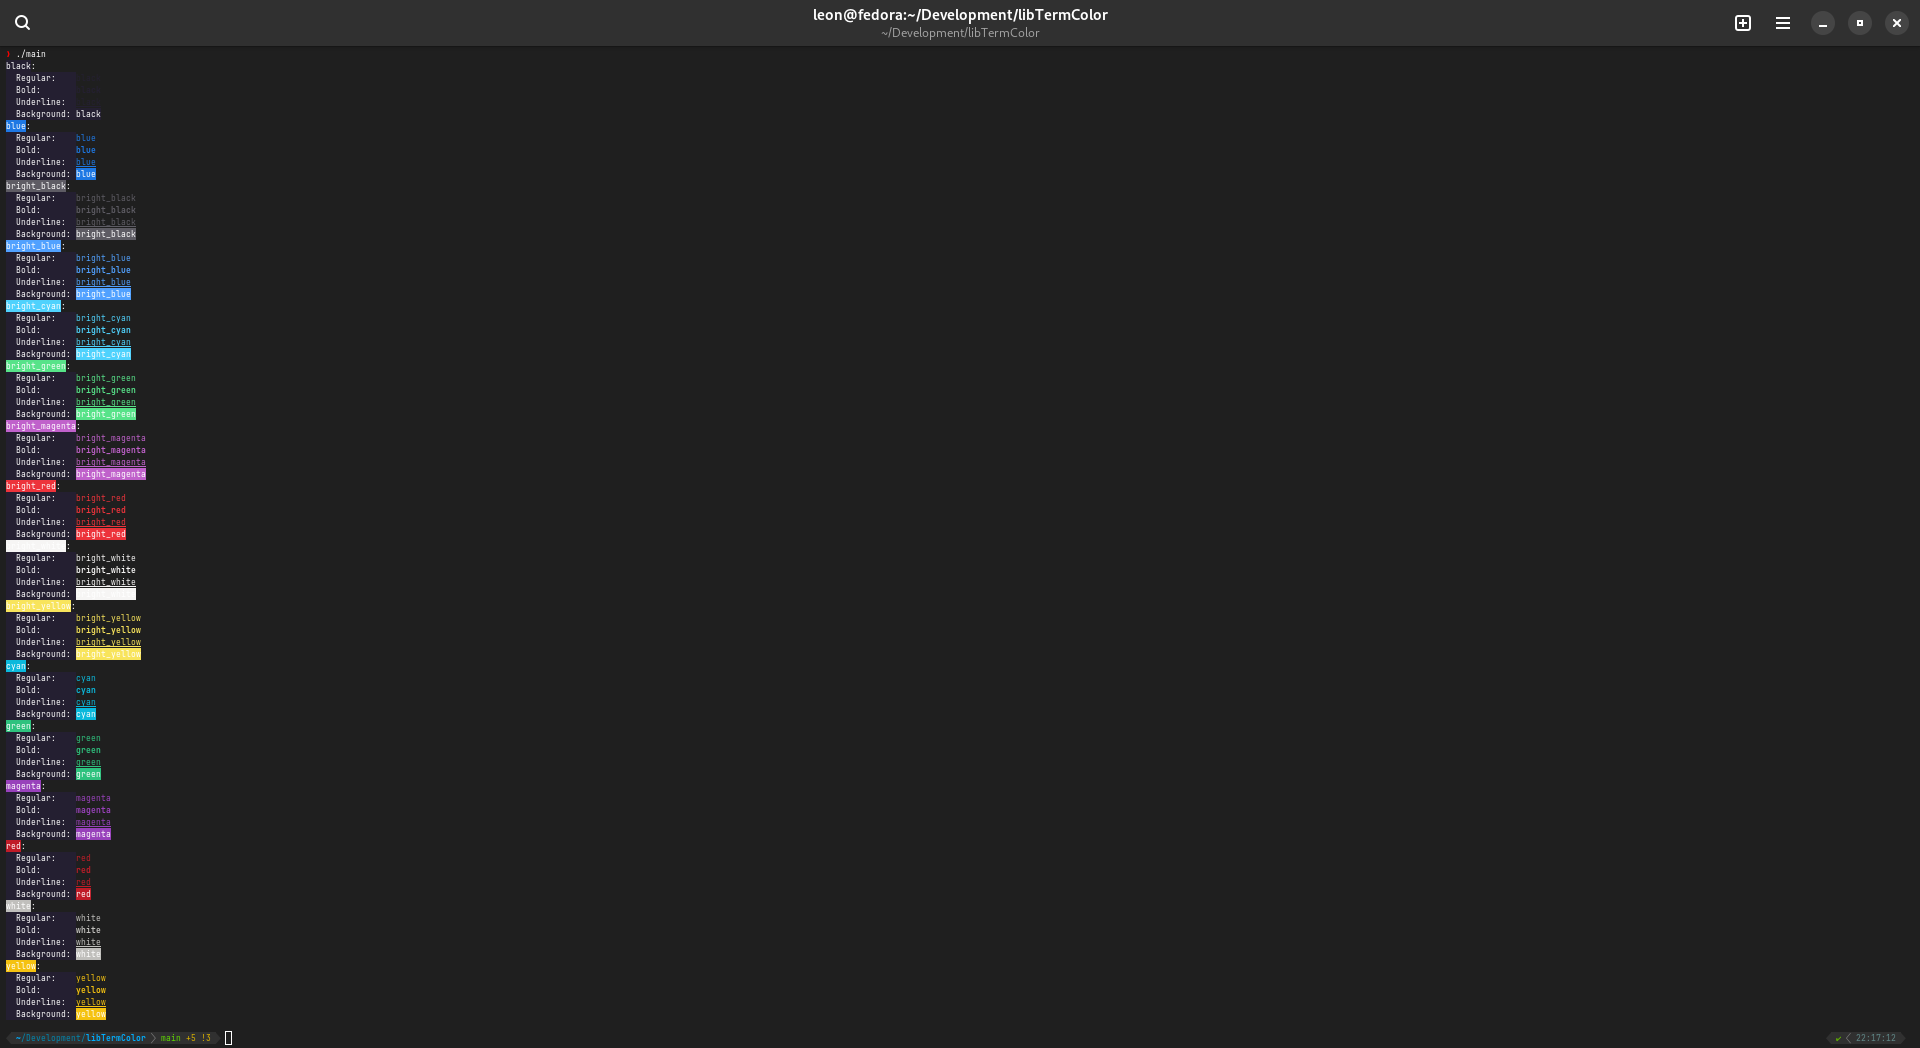 leon@fedora:~/Development/libTermColor
~/Development/libTermColor
❯ ./main
black:
  Regular:
  Bold:
  Underline:
  Background: black
blue:
  Regular:    blue
  Bold:       blue
  Underline:  blue
  Background: blue
bright_black:
  Regular:    bright_black
  Bold:       bright_black
  Underline:  bright_black
  Background: bright_black
bright_blue:
  Regular:    bright_blue
  Bold:       bright_blue
  Underline:  bright_blue
  Background: bright_blue
bright_cyan:
  Regular:    bright_cyan
  Bold:       bright_cyan
  Underline:  bright_cyan
  Background: bright_cyan
bright_green:
  Regular:    bright_green
  Bold:       bright_green
  Underline:  bright_green
  Background: bright_green
bright_magenta:
  Regular:    bright_magenta
  Bold:       bright_magenta
  Underline:  bright_magenta
  Background: bright_magenta
bright_red:
  Regular:    bright_red
  Bold:       bright_red
  Underline:  bright_red
  Background: bright_red
:
  Regular:    bright_white
  Bold:       bright_white
  Underline:  bright_white
  Background:
bright_yellow:
  Regular:    bright_yellow
  Bold:       bright_yellow
  Underline:  bright_yellow
  Background: bright_yellow
cyan:
  Regular:    cyan
  Bold:       cyan
  Underline:  cyan
  Background: cyan
green:
  Regular:    green
  Bold:       green
  Underline:  green
  Background: green
magenta:
  Regular:    magenta
  Bold:       magenta
  Underline:  magenta
  Background: magenta
red:
  Regular:    red
  Bold:       red
  Underline:  red
  Background: red
white:
  Regular:    white
  Bold:       white
  Underline:  white
  Background: white
yellow:
  Regular:    yellow
  Bold:       yellow
  Underline:  yellow
  Background: yellow
~/Development/libTermColor main +5 !3 ✔ 22:17:12